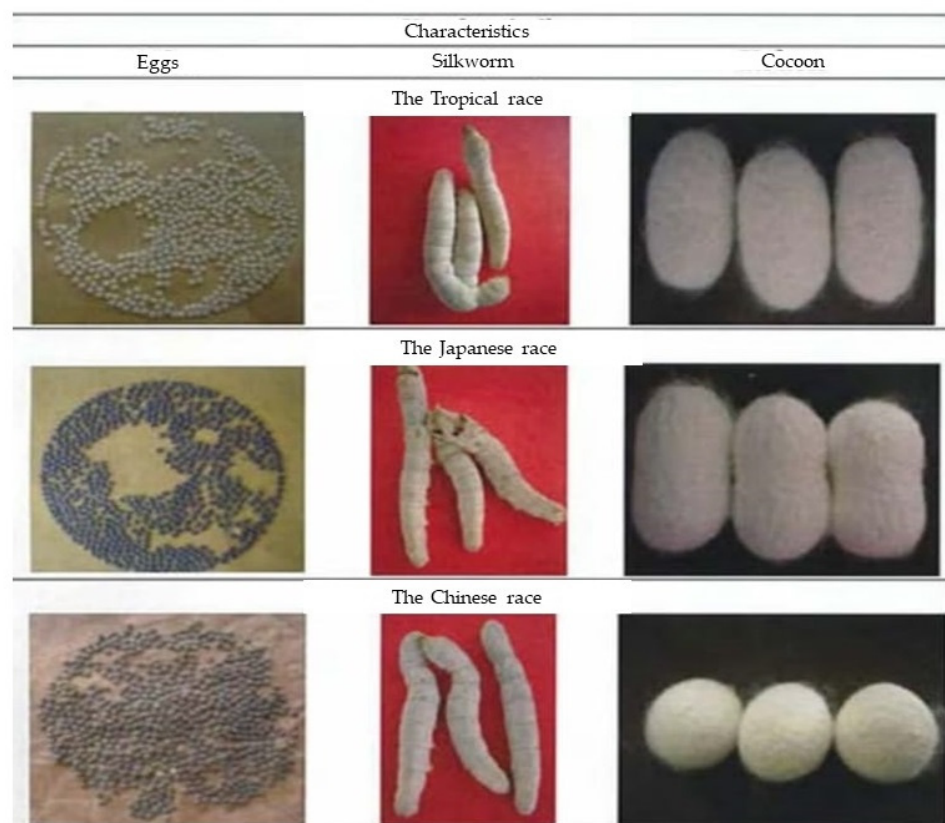 Characteristics
Eggs Silkworm Cocoon
The Tropical race
The Japanese race
The Chinese race